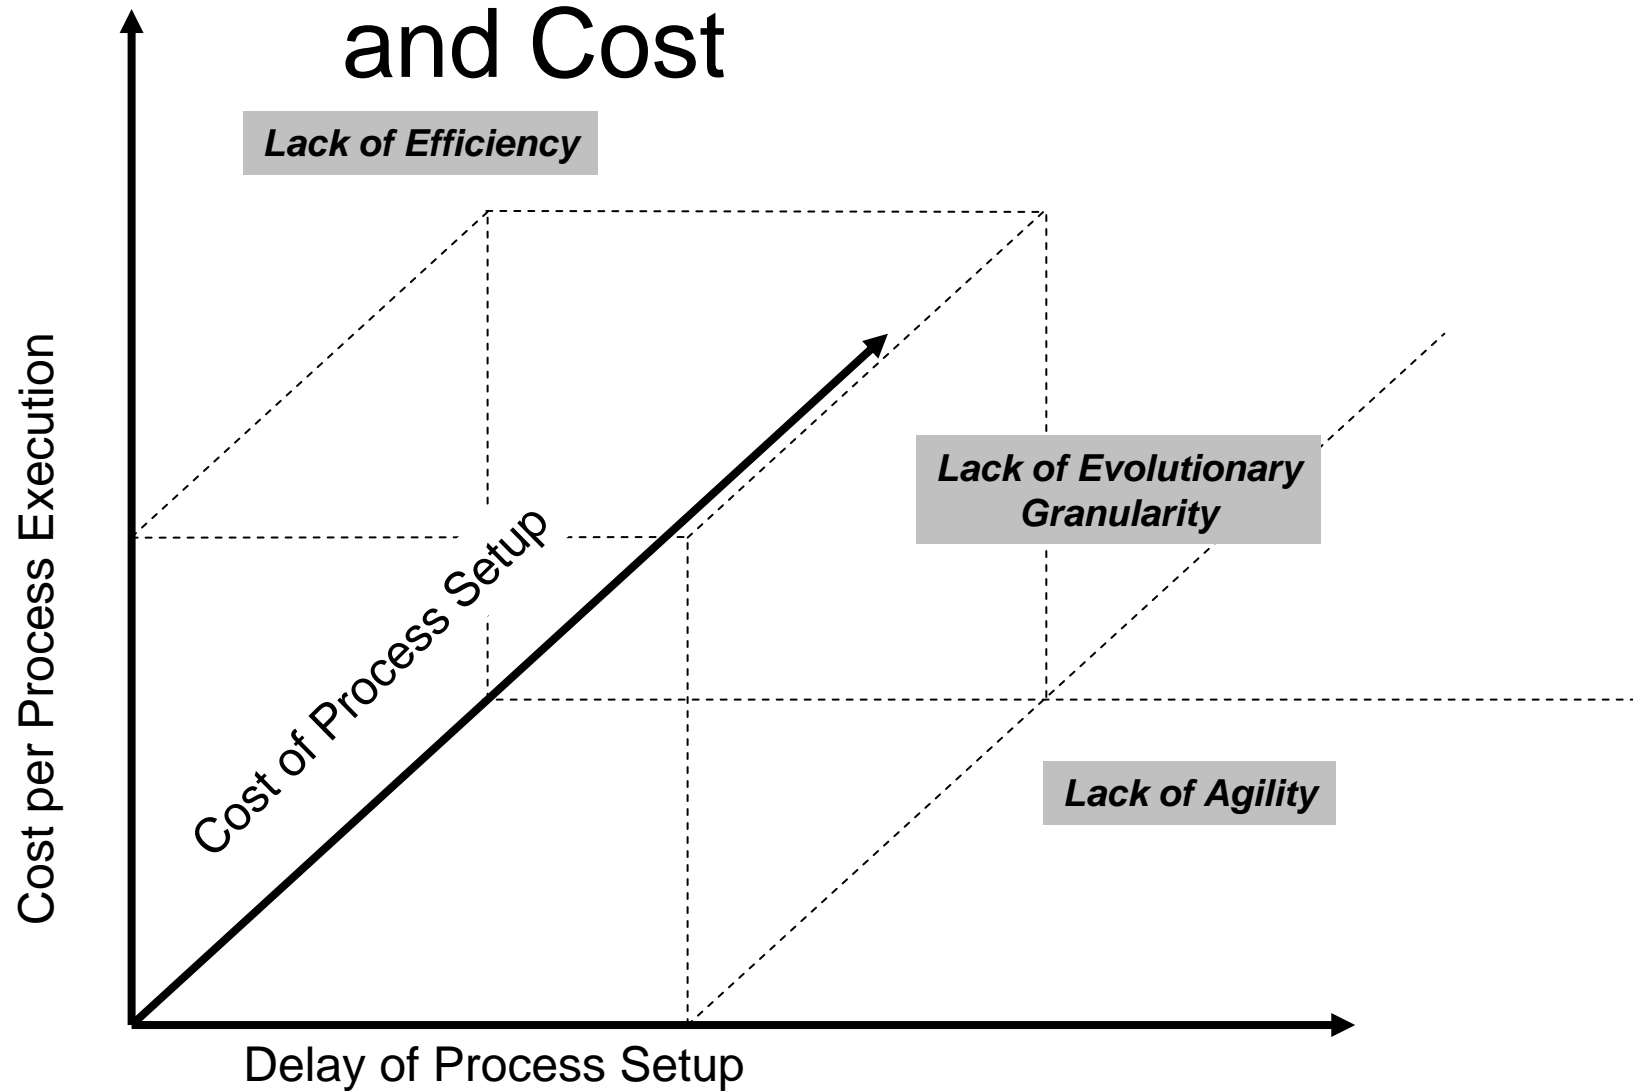 and Cost
Lack of Efficiency
Cost per Process Execution
Cost of Process Setup
Lack of Evolutionary
Granularity
Lack of Agility
Delay of Process Setup